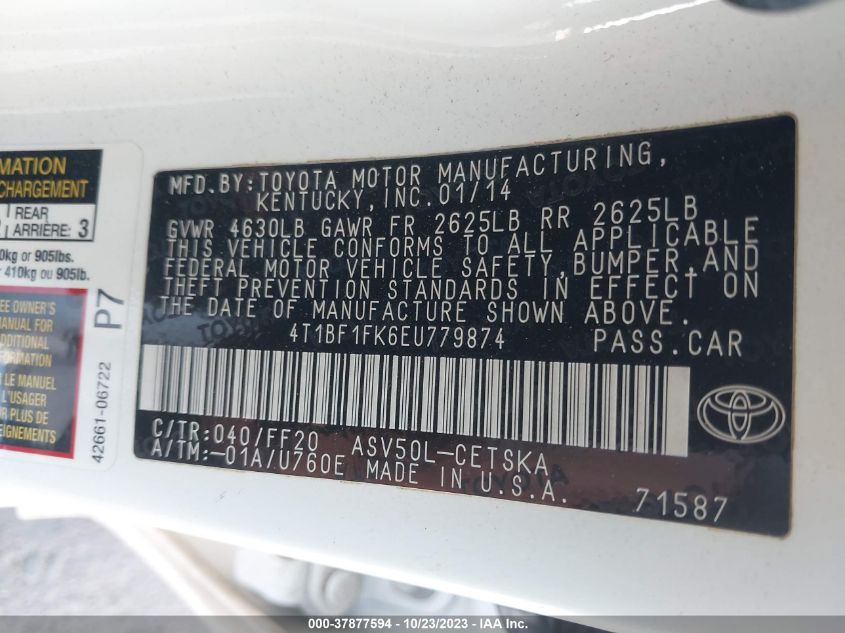 MATION
CHARGEMENT
REAR
ARRIÈRE: 3
0kg or 905lbs.
410kg ou 905lb.
EE OWNER'S
MANUAL FOR
ADDITIONAL
FORMATION
T LE MANUEL
L'USAGER
R PLUS DE
EIGNEMENTS
P7
42661-06722
MFD. BY: TOYOTA MOTOR MANUFACTURING,
KENTUCKY, INC. 01/14
GVWR 4630LB GAWR FR 2625LB RR 2625LB
THIS VEHICLE CONFORMS TO ALL APPLICABLE
FEDERAL MOTOR VEHICLE SAFETY, BUMPER, AND
THEFT PREVENTION STANDARDS IN EFFECT ON
THE DATE OF MANUFACTURE SHOWN ABOVE.
4T1BF1FK6EU779874 PASS. CAR
C/TR: 040/FF20 ASV50L-CETSKA
A/TM: -01A/U760E MADE IN U.S.A.
71587
000-37877594 - 10/23/2023 - IAA Inc.